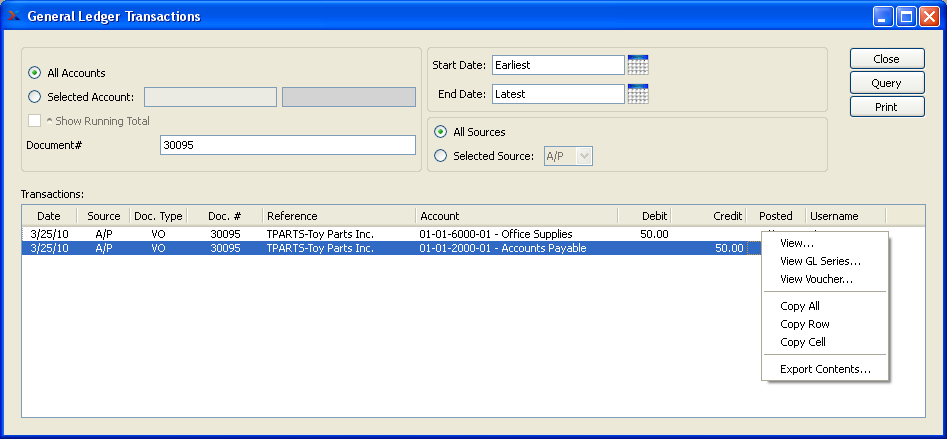 General Ledger Transactions
All Accounts
Selected Account:
^ Show Running Total
Document# 30095
Start Date: Earliest
End Date: Latest
All Sources
Selected Source: A/P
Close
Query
Print
Transactions:
Date Source Doc. Type Doc. # Reference Account Debit Credit Posted Username
3/25/10 A/P VO 30095 TPARTS-Toy Parts Inc. 01-01-6000-01 - Office Supplies 50.00
3/25/10 A/P VO 30095 TPARTS-Toy Parts Inc. 01-01-2000-01 - Accounts Payable 50.00
View...
View GL Series...
View Voucher...
Copy All
Copy Row
Copy Cell
Export Contents...